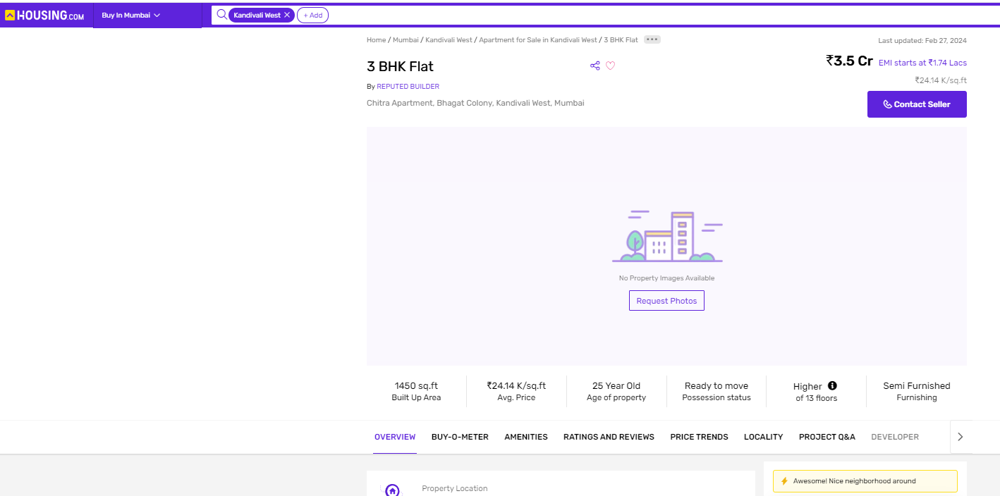 HOUSING.COM
Buy In Mumbai
Kandivali West
+ Add
Home / Mumbai / Kandivali West / Apartment for Sale in Kandivali West / 3 BHK Flat
Last updated: Feb 27, 2024
3 BHK Flat
₹3.5 Cr EMI starts at ₹1.74 Lacs
By REPUTED BUILDER
₹24.14 K/sq.ft
Chitra Apartment, Bhagat Colony, Kandivali West, Mumbai
Contact Seller
No Property Images Available
Request Photos
1450 sq.ft
Built Up Area
₹24.14 K/sq.ft
Avg. Price
25 Year Old
Age of property
Ready to move
Possession status
Higher
of 13 floors
Semi Furnished
Furnishing
OVERVIEW
BUY-O-METER
AMENITIES
RATINGS AND REVIEWS
PRICE TRENDS
LOCALITY
PROJECT Q&A
DEVELOPER
Property Location
Awesome! Nice neighborhood around